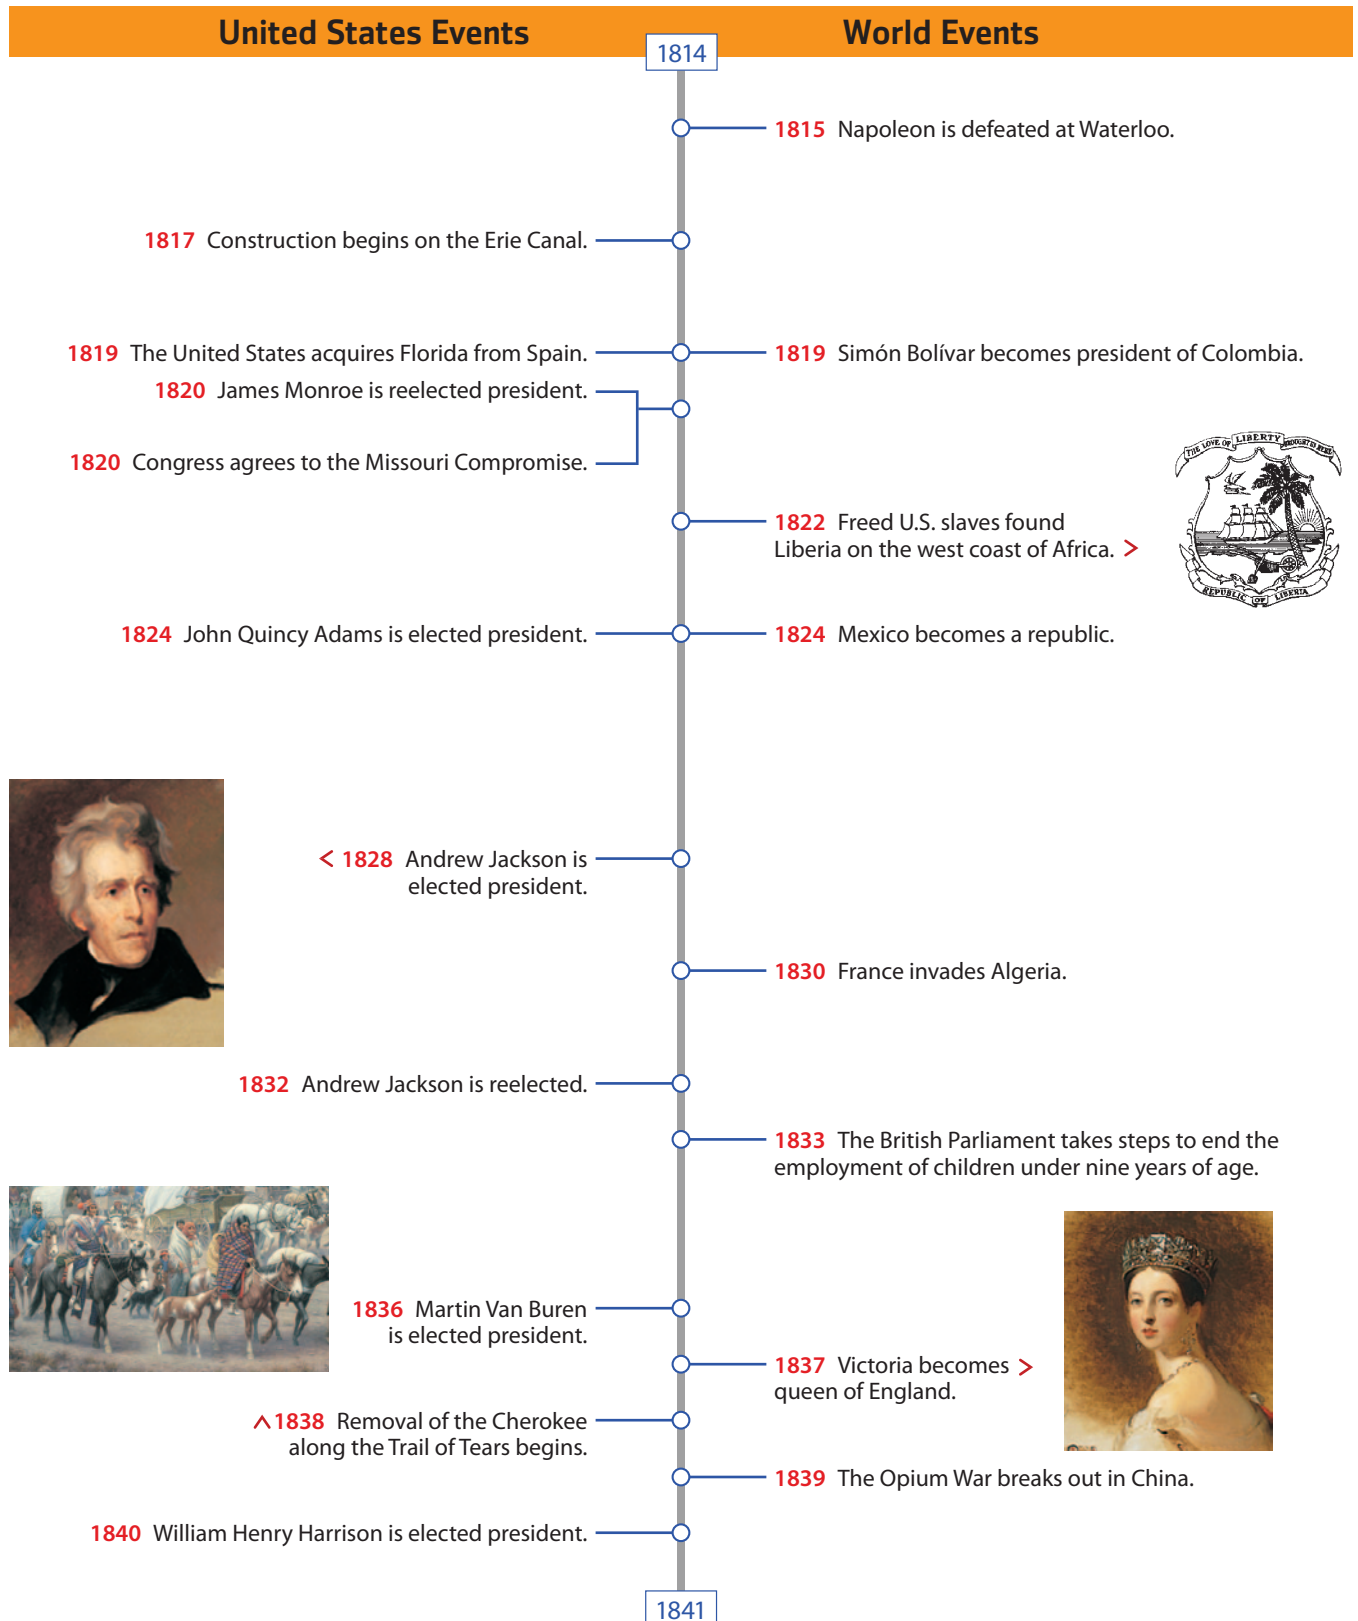 United States Events
World Events
1814
1815 Napoleon is defeated at Waterloo.
1817 Construction begins on the Erie Canal.
1819 The United States acquires Florida from Spain.
1819 Simón Bolívar becomes president of Colombia.
1820 James Monroe is reelected president.
1820 Congress agrees to the Missouri Compromise.
THE LOVE OF LIBERTY BROUGHT US HERE
1822 Freed U.S. slaves found
Liberia on the west coast of Africa. >
REPUBLIC OF LIBERIA
1824 John Quincy Adams is elected president.
1824 Mexico becomes a republic.
< 1828 Andrew Jackson is
elected president.
1830 France invades Algeria.
1832 Andrew Jackson is reelected.
1833 The British Parliament takes steps to end the
employment of children under nine years of age.
1836 Martin Van Buren
is elected president.
1837 Victoria becomes >
queen of England.
^ 1838 Removal of the Cherokee
along the Trail of Tears begins.
1839 The Opium War breaks out in China.
1840 William Henry Harrison is elected president.
1841